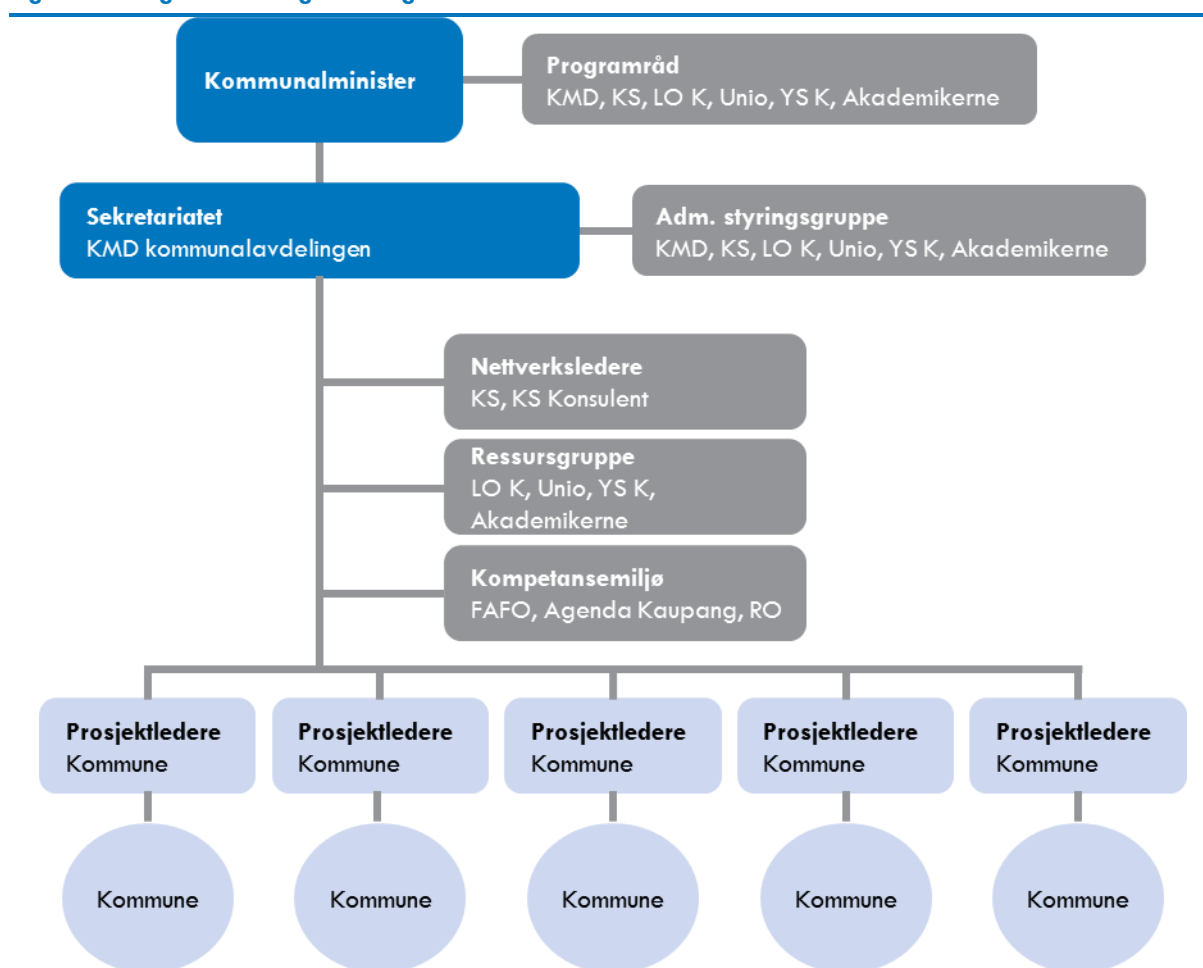 Kommunalminister
Programråd
KMD, KS, LO K, Unio, YS K, Akademikerne
Sekretariatet
KMD kommunalavdelingen
Adm. styringsgruppe
KMD, KS, LO K, Unio, YS K, Akademikerne
Nettverksledere
KS, KS Konsulent
Ressursgruppe
LO K, Unio, YS K,
Akademikerne
Kompetansemiljø
FAFO, Agenda Kaupang, RO
Prosjektledere
Kommune
Prosjektledere
Kommune
Prosjektledere
Kommune
Prosjektledere
Kommune
Prosjektledere
Kommune
Kommune
Kommune
Kommune
Kommune
Kommune